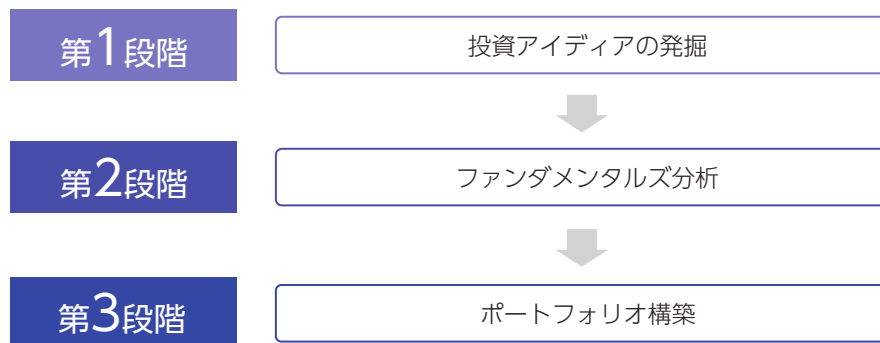 第1段階
投資アイディアの発掘
第2段階
ファンダメンタルズ分析
第3段階
ポートフォリオ構築